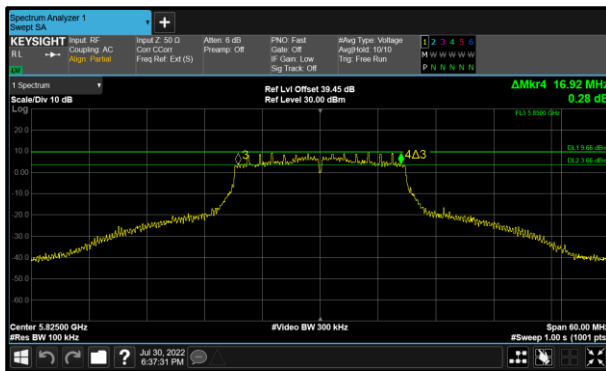 Spectrum Analyzer 1
Swept SA
+
KEYSIGHT
RL
Input: RF
Coupling: AC
Align: Partial
Input Z: 50 Ω
Corr CCorr
Freq Ref: Ext (S)
Atten: 6 dB
Preamp: Off
PNO: Fast
Gate: Off
IF Gain: Low
Sig Track: Off
#Avg Type: Voltage
Avg|Hold: 10/10
Trig: Free Run
1 2 3 4 5 6
M W W W W W
P N N N N N
1 Spectrum
Scale/Div 10 dB
Log
Ref Lvl Offset 39.45 dB
Ref Level 30.00 dBm
ΔMkr4 16.92 MHz
0.28 dB
FL3 5.8500 GHz
DL1 9.66 dBm
DL2 3.66 dBm
3
4Δ3
20.0
10.0
0.00
-10.0
-20.0
-30.0
-40.0
-50.0
-60.0
Center 5.82500 GHz
#Res BW 100 kHz
#Video BW 300 kHz
Span 60.00 MHz
#Sweep 1.00 s (1001 pts)
?
Jul 30, 2022
6:37:31 PM